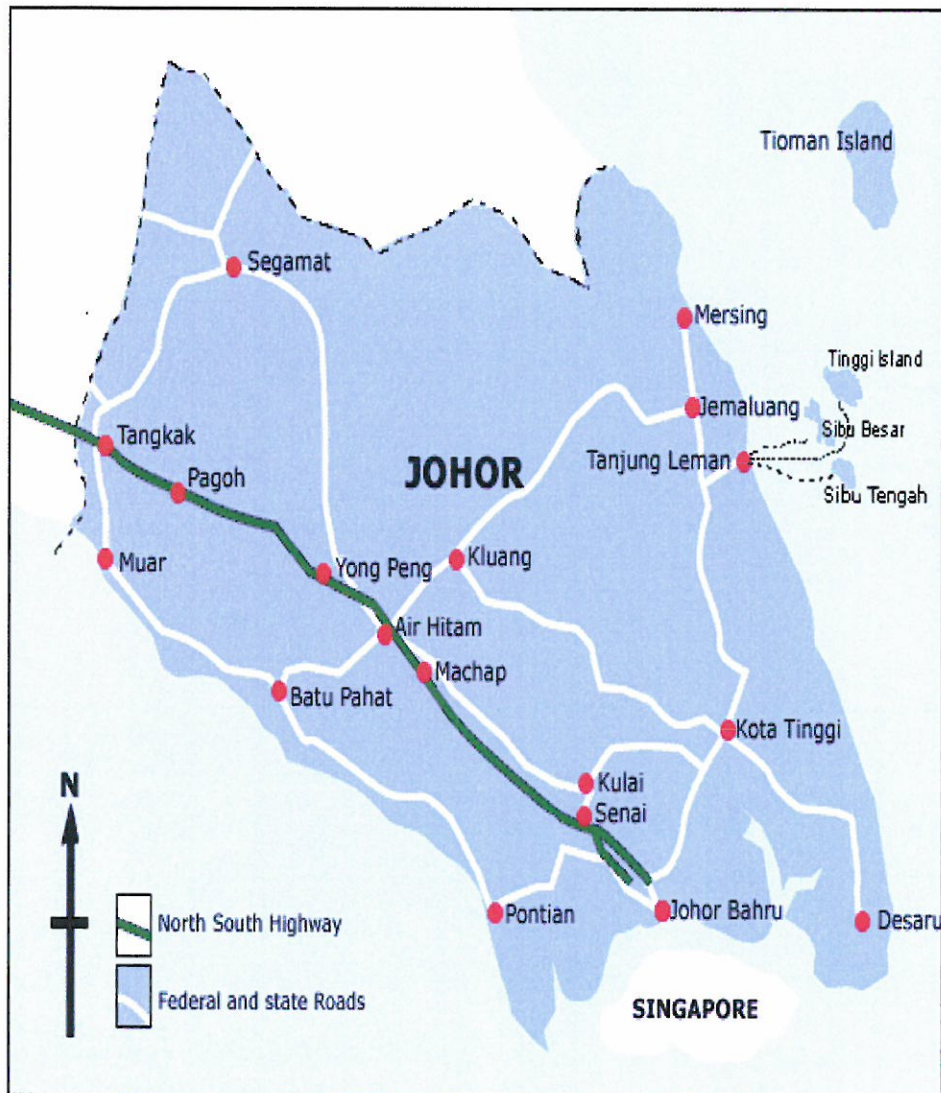 Tioman Island
Segamat
Mersing
Tinggi Island
Jemaluang
Sibu Besar
Tangkak
Tanjung Leman
JOHOR
Pagoh
Sibu Tengah
Muar
Yong Peng
Kluang
Air Hitam
Machap
Batu Pahat
Kota Tinggi
Kulai
N
Senai
Pontian
Johor Bahru
Desaru
North South Highway
Federal and state Roads
SINGAPORE